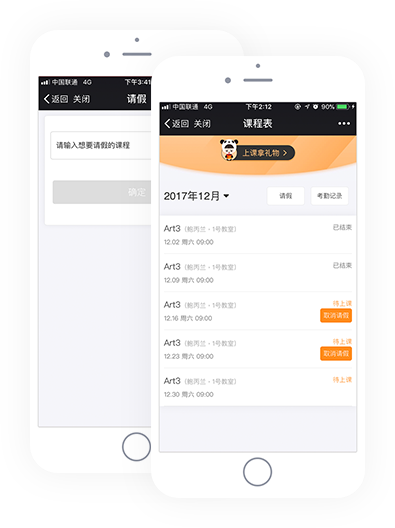 中国联通 4G 下午3:41
返回 关闭 请假
请输入想要请假的课程
确定
中国联通 4G 下午2:12 90%
返回 关闭 课程表
上课拿礼物
2017年12月 请假 考勤记录
Art3 (鲍丙兰 - 1号教室) 已结束
12.02 周六 09:00
Art3 (鲍丙兰 - 1号教室) 已结束
12.09 周六 09:00
Art3 (鲍丙兰 - 1号教室) 待上课
12.16 周六 09:00 取消请假
Art3 (鲍丙兰 - 1号教室) 待上课
12.23 周六 09:00 取消请假
Art3 (鲍丙兰 - 1号教室) 待上课
12.30 周六 09:00